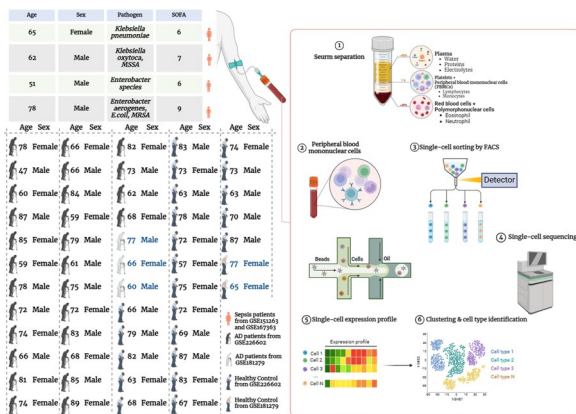 Age Sex Pathogen SOFA
65 Female Klebsiella pneumoniae 6
62 Male Klebsiella oxytoca, MSSA 7
51 Male Enterobacter species 6
78 Male Enterobacter aerogenes, E.coli, MRSA 9
Age Sex Age Sex Age Sex Age Sex Age Sex
78 Female 66 Female 82 Female 83 Male 74 Female
47 Male 66 Male 73 Male 73 Female 73 Male
60 Female 84 Male 62 Male 63 Male 63 Male
87 Male 59 Female 68 Female 78 Male 70 Male
85 Male 79 Male 77 Male 72 Female 87 Male
59 Female 61 Male 66 Female 57 Female 77 Female
78 Male 75 Male 60 Male 75 Female 65 Female
72 Male 72 Female 66 Male 72 Female
74 Female 83 Male 79 Male 69 Male
66 Male 68 Female 82 Male 87 Male
81 Female 85 Male 63 Female 83 Female
74 Female 89 Female 68 Female 67 Male
Sepsis patients from GSE151263 and GSE167363
AD patients from GSE226602
AD patients from GSE181279
Healthy Control from GSE226602
Healthy Control from GSE181279
① Seurm separation
Plasma
• Water
• Proteins
• Electrolytes
Platelet +
Peripheral blood mononuclear cells
(PBMCs)
• Lymphocytes
• Monocytes
Red blood cells +
Polymorphonuclear cells
• Eosinophil
• Neutrophil
② Peripheral blood
mononuclear cells
③ Single-cell sorting by FACS
Detector
Beads Cells Oil
④ Single-cell sequencing
⑤ Single-cell expression profile
Expression profile
Cell 1
Cell 2
Cell 3
...
Cell N
⑥ Clustering & cell type identification
Cell type 1
Cell type 2
Cell type 3
Cell type N